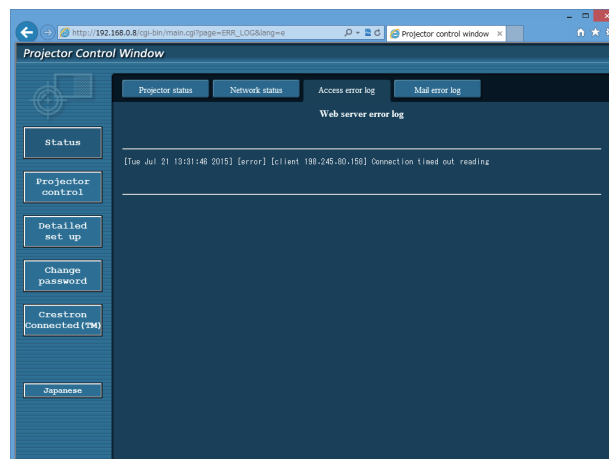 http://192.168.0.8/cgi-bin/main.cgi?page=ERR_LOG&lang=e
Projector control window
Projector Control Window
Projector status
Network status
Access error log
Mail error log
Web server error log
[Tue Jul 21 13:31:46 2015] [error] [client 198.245.80.158] Connection timed out reading
Status
Projector
control
Detailed
set up
Change
password
Crestron
Connected(TM)
Japanese